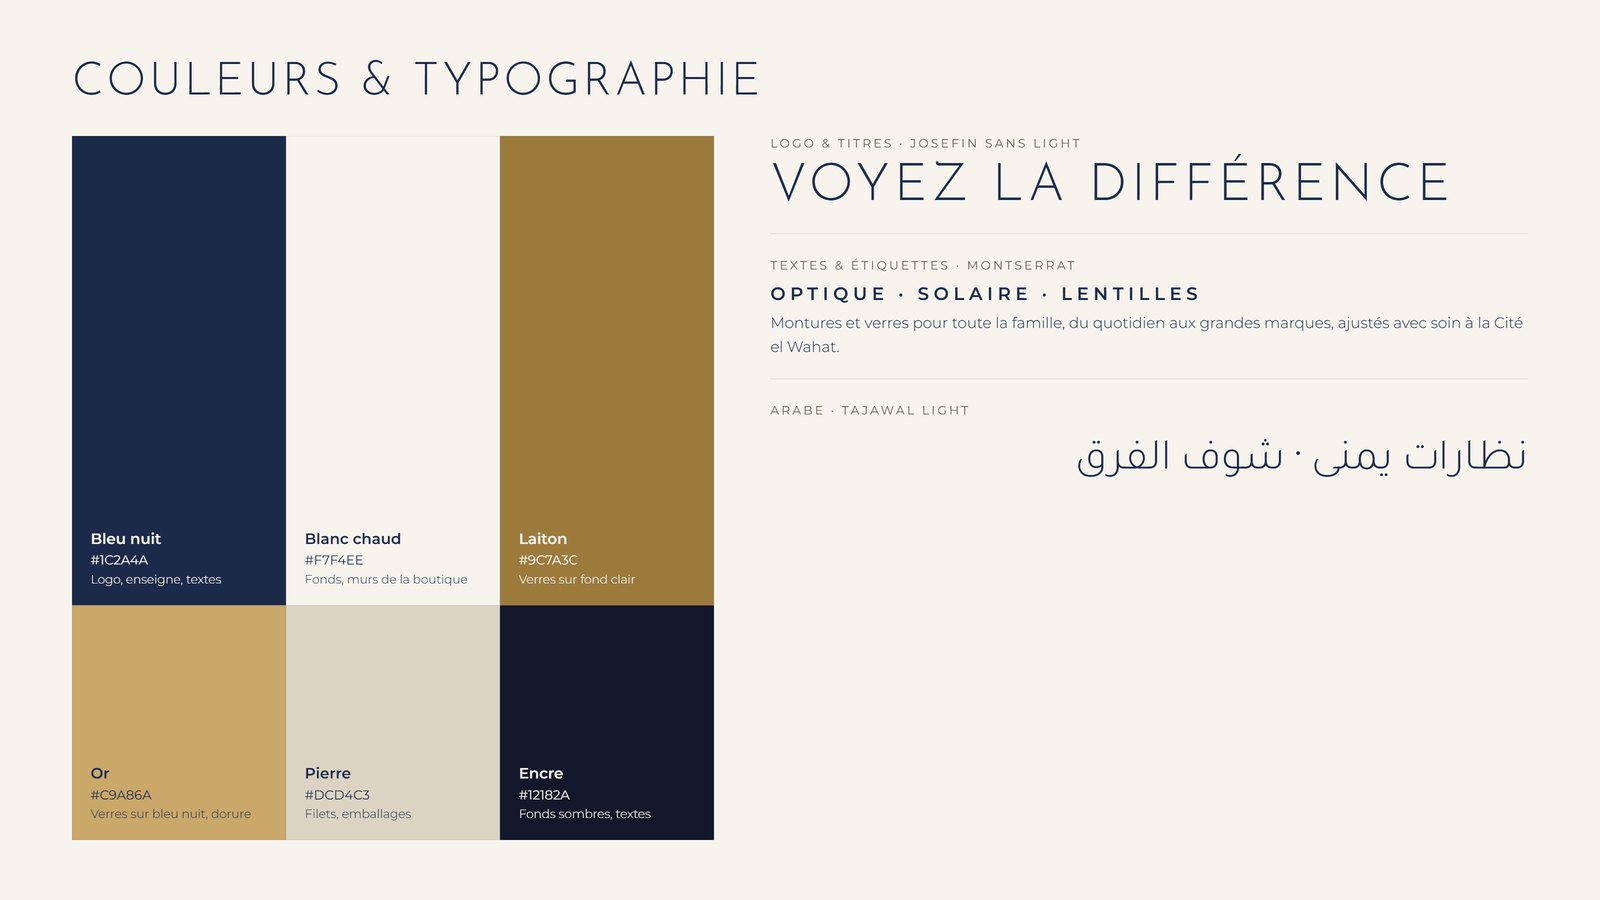 COULEURS & TYPOGRAPHIE
Bleu nuit
#1C2A4A
Logo, enseigne, textes
Blanc chaud
#F7F4EE
Fonds, murs de la boutique
Laiton
#9C7A3C
Verres sur fond clair
Or
#C9A86A
Verres sur bleu nuit, dorure
Pierre
#DCD4C3
Filets, emballages
Encre
#12182A
Fonds sombres, textes
LOGO & TITRES · JOSEFIN SANS LIGHT
VOYEZ LA DIFFÉRENCE
TEXTES & ÉTIQUETTES · MONTSERRAT
OPTIQUE · SOLAIRE · LENTILLES
Montures et verres pour toute la famille, du quotidien aux grandes marques, ajustés avec soin à la Cité
el Wahat.
ARABE · TAJAWAL LIGHT
نظارات يمنى · شوف الفرق